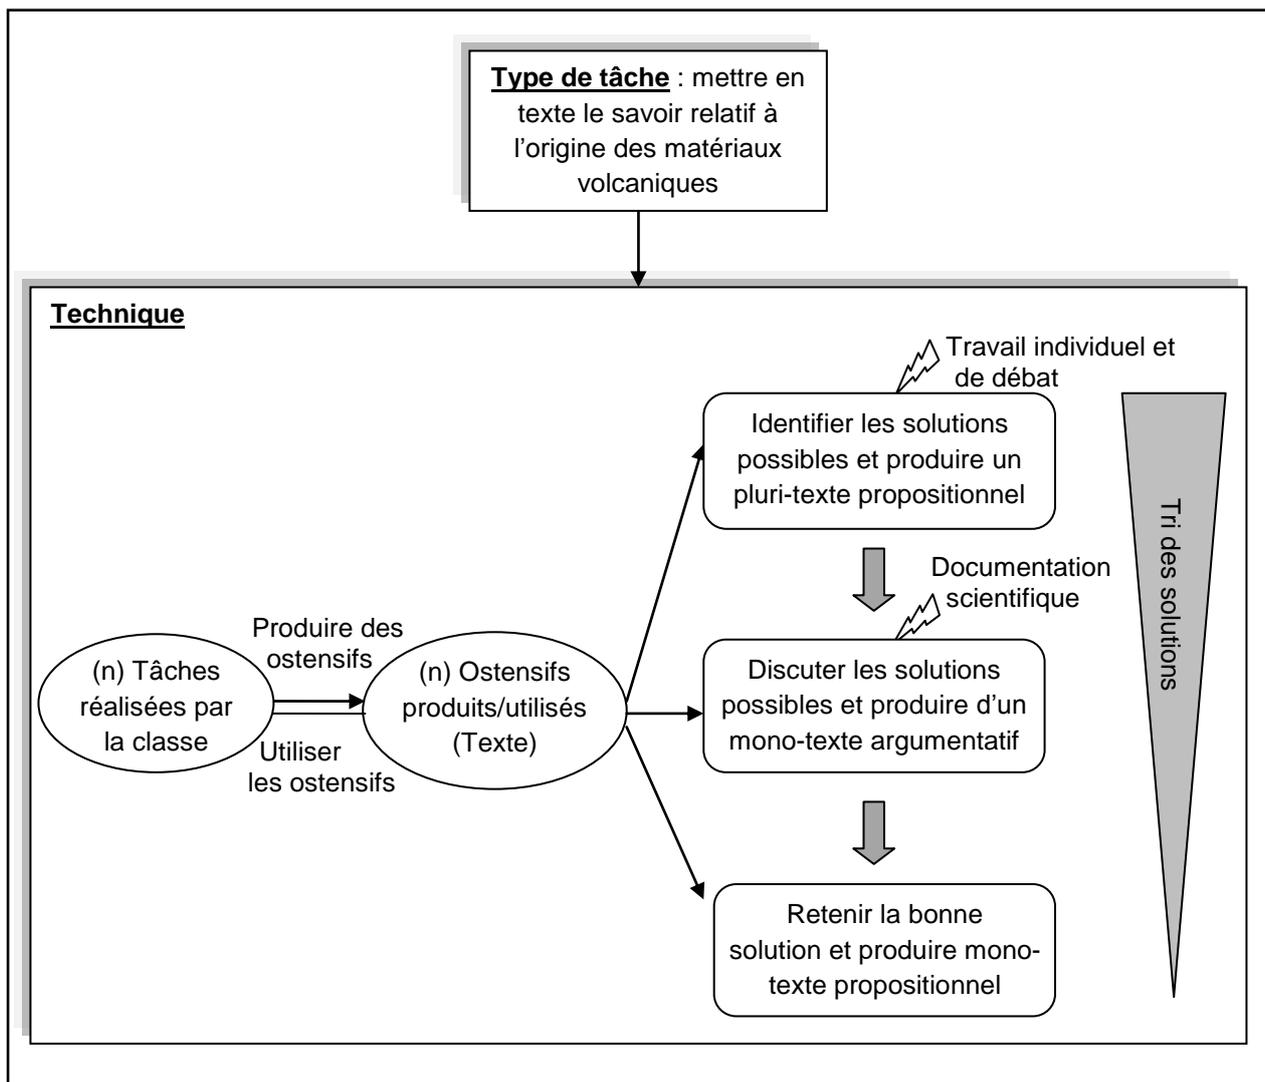 Type de tâche : mettre en
texte le savoir relatif à
l'origine des matériaux
volcaniques
Technique
Travail individuel et
de débat
Identifier les solutions
possibles et produire un
pluri-texte propositionnel
Tri des solutions
Documentation
scientifique
Produire des
ostensifs
(n) Tâches
réalisées par
la classe
(n) Ostensifs
produits/utilisés
(Texte)
Utiliser
les ostensifs
Discuter les solutions
possibles et produire d'un
mono-texte argumentatif
Retenir la bonne
solution et produire mono-
texte propositionnel